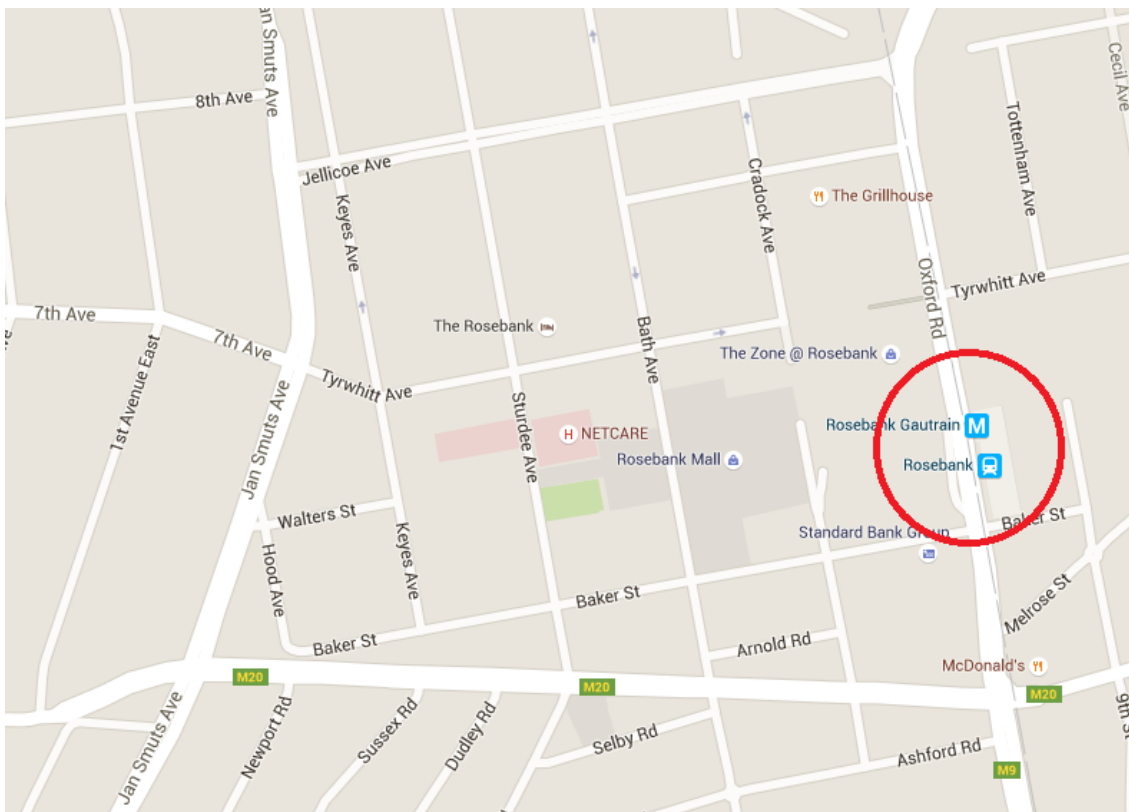 Jan Smuts Ave
8th Ave
Cecil Ave
Tottenham Ave
Jellicoe Ave
Keyes Ave
Cradock Ave
The Grillhouse
Oxford Rd
Tyrwhitt Ave
7th Ave
7th Ave
The Rosebank
Bath Ave
The Zone @ Rosebank
1st Avenue East
Tyrwhitt Ave
Sturdee Ave
Jan Smuts Ave
H NETCARE
Rosebank Gautrain M
Rosebank Mall
Rosebank
Walters St
Keyes Ave
Hood Ave
Standard Bank Group
Baker St
Baker St
Baker St
Melrose St
Arnold Rd
McDonald's
M20
M20
M20
Jan Smuts Ave
Newport Rd
Sussex Rd
Dudley Rd
Selby Rd
Ashford Rd
9th St
M9